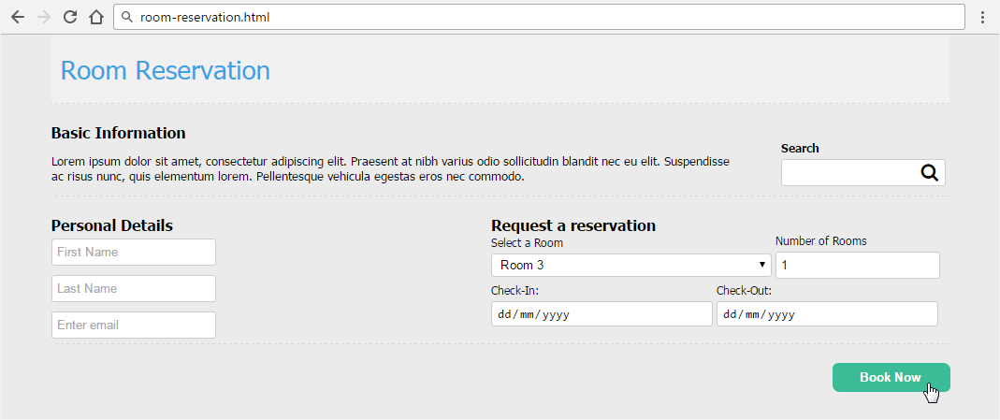 room-reservation.html
Room Reservation
Basic Information
Lorem ipsum dolor sit amet, consectetur adipiscing elit. Praesent at nibh varius odio sollicitudin blandit nec eu elit. Suspendisse
ac risus nunc, quis elementum lorem. Pellentesque vehicula egestas eros nec commodo.
Search
Personal Details
First Name
Last Name
Enter email
Request a reservation
Select a Room
Number of Rooms
Room 3
1
Check-In:
Check-Out:
dd/mm/yyyy
dd/mm/yyyy
Book Now